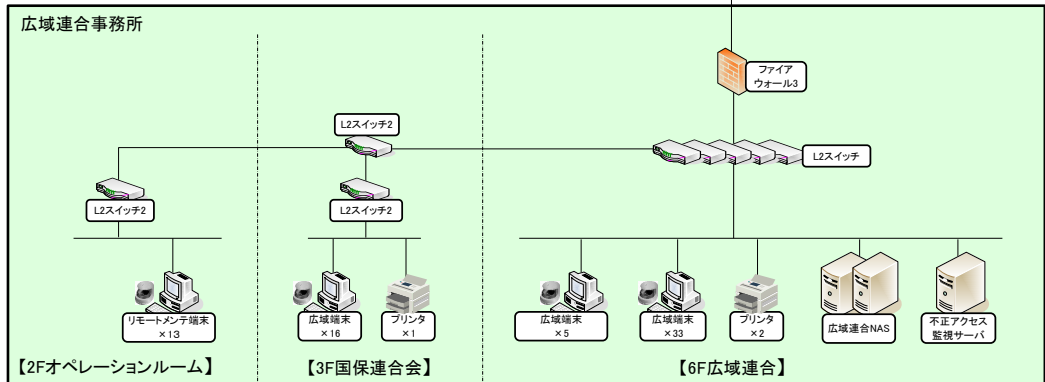 広域連合事務所
ファイア
ウォール3
L2スイッチ2
L2スイッチ
L2スイッチ2
L2スイッチ2
リモートメンテ端末
×13
広域端末
×16
プリンタ
×1
広域端末
×5
広域端末
×33
プリンタ
×2
広域連合NAS
不正アクセス
監視サーバ
【2Fオペレーションルーム】
【3F国保連合会】
【6F広域連合】